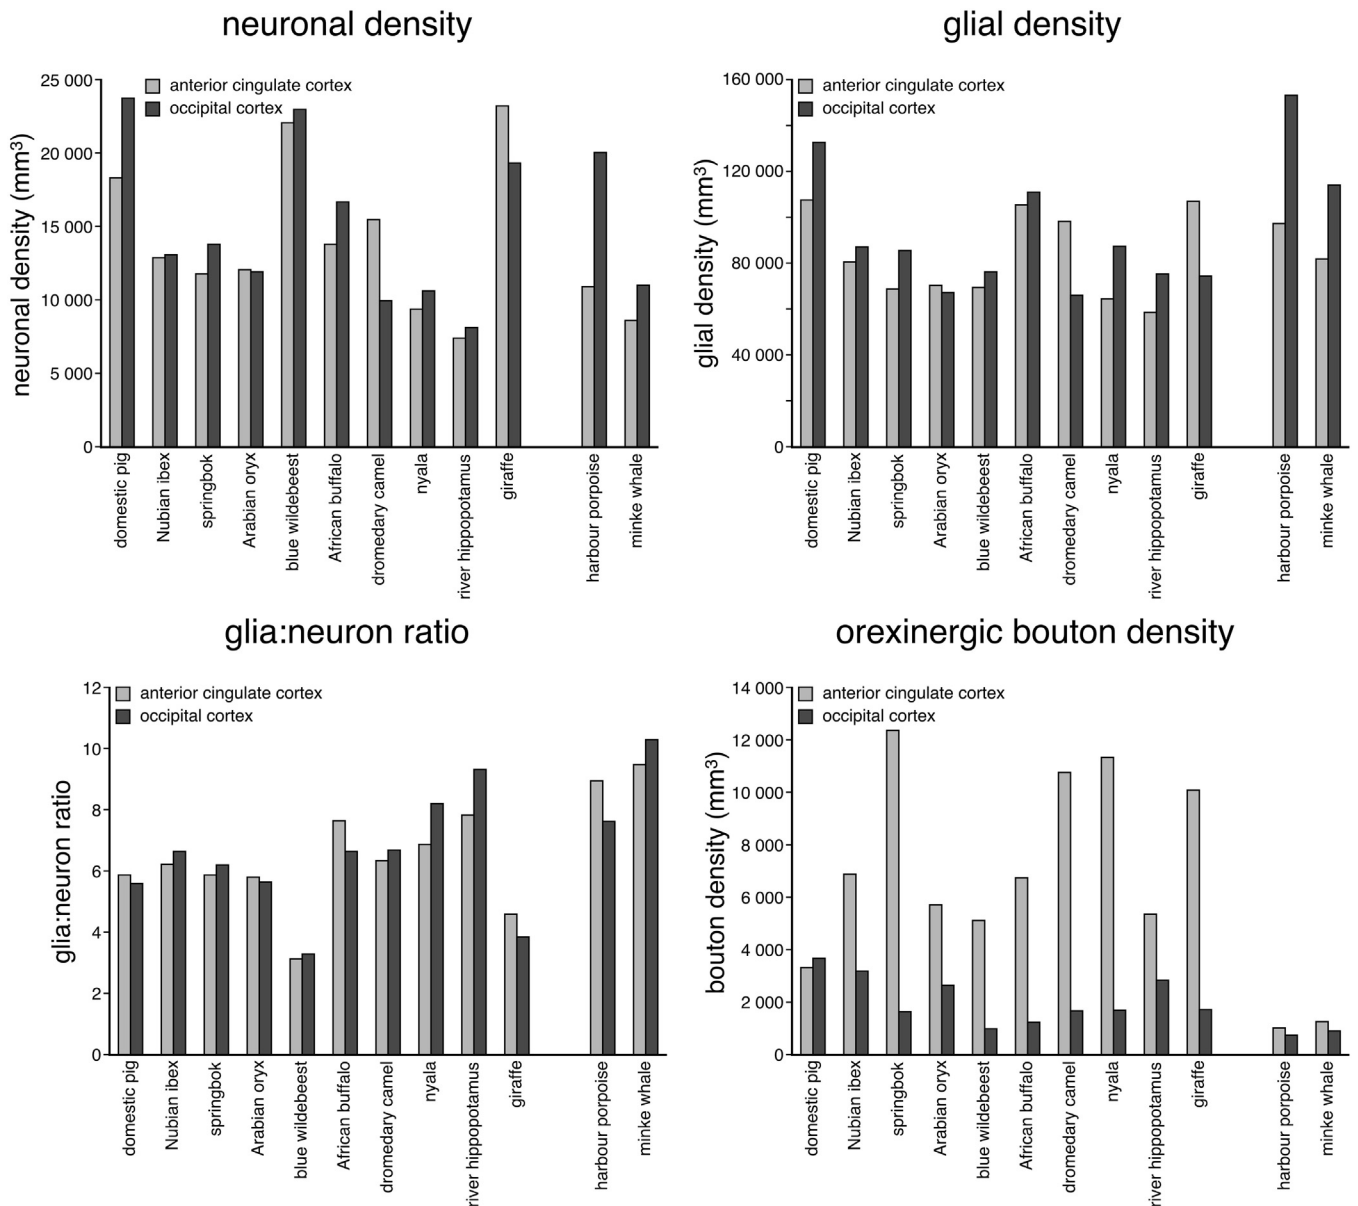 neuronal density
neuronal density (mm3)
25 000
20 000
15 000
10 000
5 000
0
anterior cingulate cortex
occipital cortex
domestic pig
Nubian ibex
springbok
Arabian oryx
blue wildebeest
African buffalo
dromedary camel
nyala
river hippopotamus
giraffe
harbour porpoise
minke whale
glial density
glial density (mm3)
160 000
120 000
80 000
40 000
0
anterior cingulate cortex
occipital cortex
domestic pig
Nubian ibex
springbok
Arabian oryx
blue wildebeest
African buffalo
dromedary camel
nyala
river hippopotamus
giraffe
harbour porpoise
minke whale
glia:neuron ratio
glia:neuron ratio
12
10
8
6
4
2
0
anterior cingulate cortex
occipital cortex
domestic pig
Nubian ibex
springbok
Arabian oryx
blue wildebeest
African buffalo
dromedary camel
nyala
river hippopotamus
giraffe
harbour porpoise
minke whale
orexinergic bouton density
bouton density (mm3)
14 000
12 000
10 000
8 000
6 000
4 000
2 000
0
anterior cingulate cortex
occipital cortex
domestic pig
Nubian ibex
springbok
Arabian oryx
blue wildebeest
African buffalo
dromedary camel
nyala
river hippopotamus
giraffe
harbour porpoise
minke whale